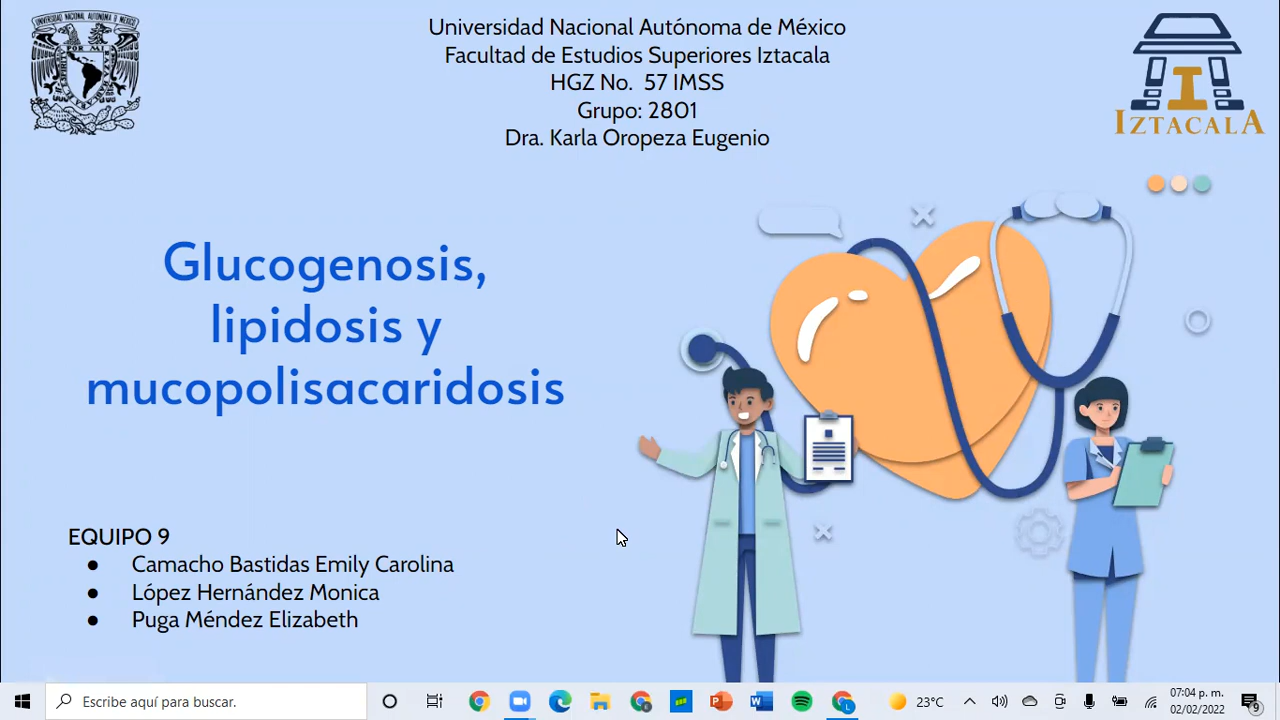 Universidad Nacional Autónoma de México
Facultad de Estudios Superiores Iztacala
HGZ No.  57 IMSS
Grupo: 2801
Dra. Karla Oropeza Eugenio
IZTACALA
Glucogenosis,
lipidosis y
mucopolisacaridosis
EQUIPO 9
● Camacho Bastidas Emily Carolina
● López Hernández Monica
● Puga Méndez Elizabeth
Escribe aquí para buscar.
23°C
07:04 p. m.
02/02/2022
9